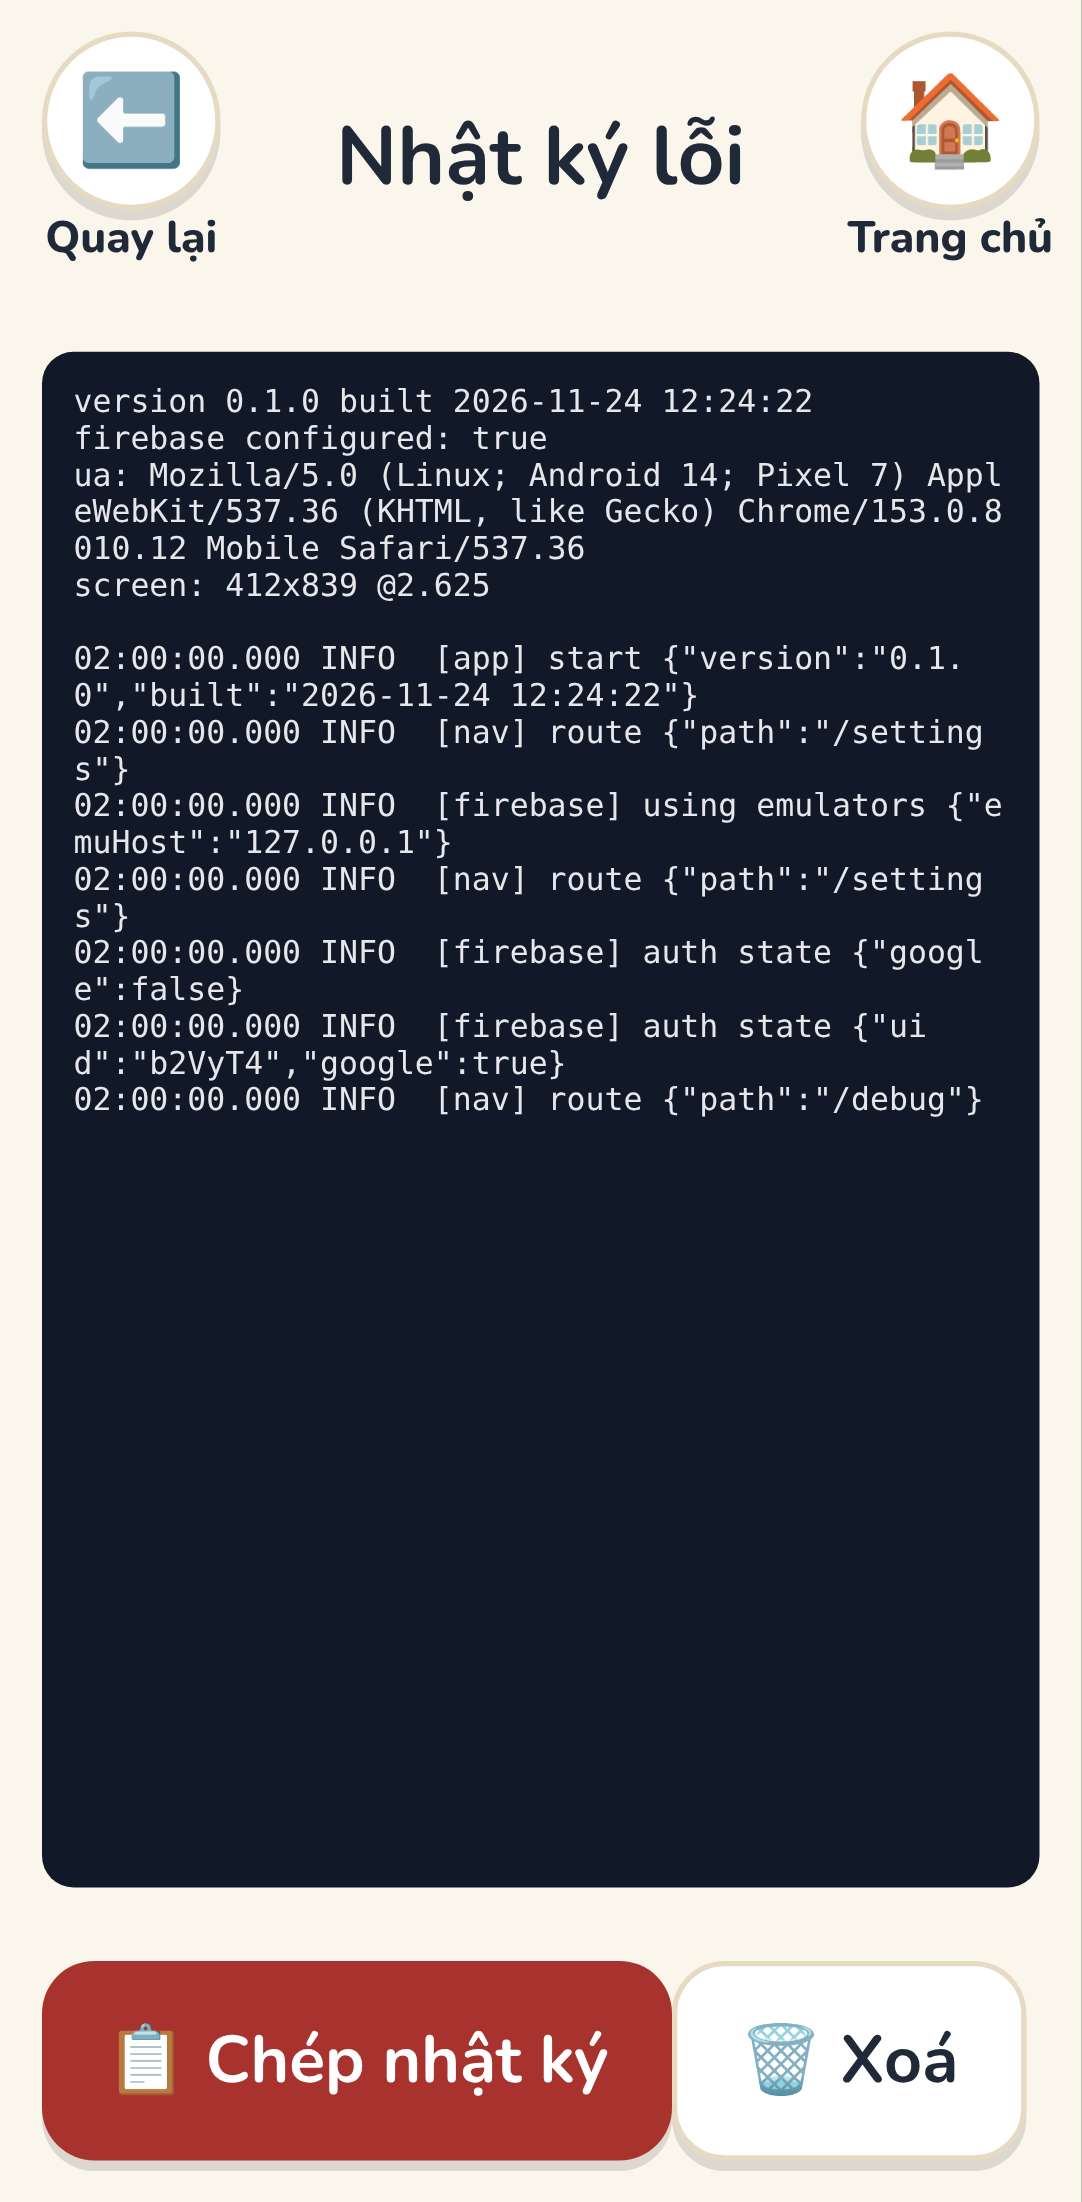 Nhật ký lỗi
Quay lại
Trang chủ
version 0.1.0 built 2026-11-24 12:24:22
firebase configured: true
ua: Mozilla/5.0 (Linux; Android 14; Pixel 7) Appl
eWebKit/537.36 (KHTML, like Gecko) Chrome/153.0.8
010.12 Mobile Safari/537.36
screen: 412x839 @2.625

02:00:00.000 INFO  [app] start {"version":"0.1.
0","built":"2026-11-24 12:24:22"}
02:00:00.000 INFO  [nav] route {"path":"/setting
s"}
02:00:00.000 INFO  [firebase] using emulators {"e
muHost":"127.0.0.1"}
02:00:00.000 INFO  [nav] route {"path":"/setting
s"}
02:00:00.000 INFO  [firebase] auth state {"googl
e":false}
02:00:00.000 INFO  [firebase] auth state {"ui
d":"b2VyT4","google":true}
02:00:00.000 INFO  [nav] route {"path":"/debug"}
Chép nhật ký
Xoá